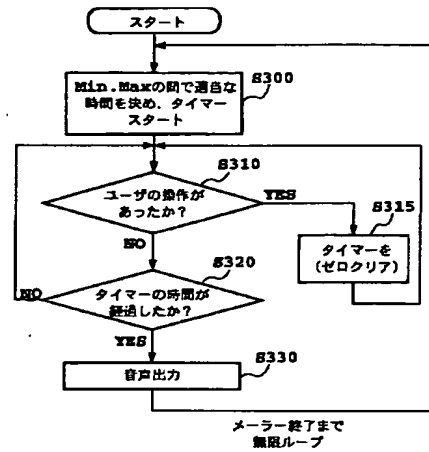 スタート
S300
Min.Maxの間で適当な
時間を決め、タイマー
スタート
S310
ユーザの操作が
あったか?
YES
S315
タイマーを
(ゼロクリア)
NO
S320
タイマーの時間が
経過したか?
NO
YES
S330
音声出力
メーラー終了まで
無限ループ